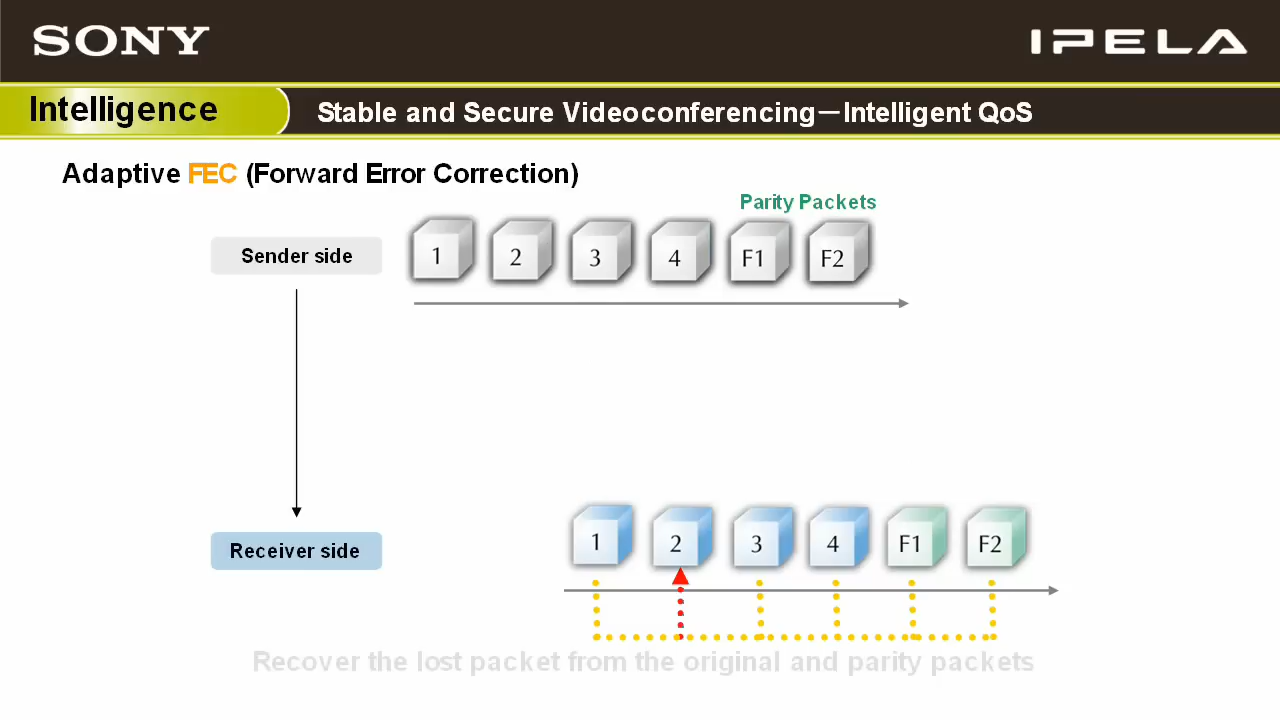 SONY
IPELA
Intelligence
Stable and Secure Videoconferencing—Intelligent QoS
Adaptive FEC (Forward Error Correction)
Parity Packets
Sender side
1 2 3 4 F1 F2
Receiver side
1 2 3 4 F1 F2
Recover the lost packet from the original and parity packets